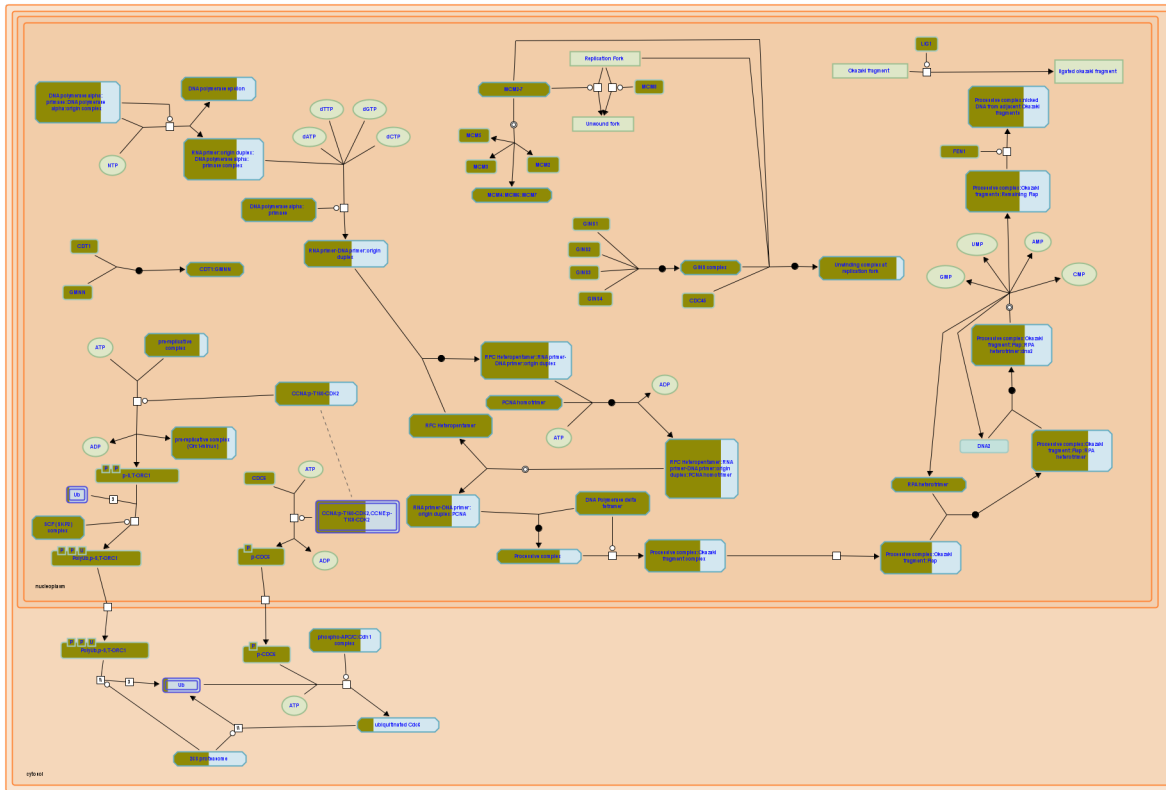 LIG1
Okazaki fragment
ligated okazaki fragment
Replication Fork
MCM2-7
MCM8
Unwound fork
DNA polymerase epsilon
DNA polymerase alpha:
primase:DNA polymerase
alpha:origin complex
Processive complex:nicked
DNA from adjacent Okazaki
fragments
dTTP
dGTP
dATP
dCTP
NTP
RNA primer:origin duplex:
DNA polymerase alpha:
primase complex
FEN1
MCM2
MCM4:MCM6:MCM7
Processive complex:Okazaki
fragments:Remaining Flap
DNA polymerase alpha:
primase
RNA primer-DNA primer:origin
duplex
CDT1
GMNN
CDT1:GMNN
GINS1
GINS2
GINS3
GINS4
GINS complex
CDC45
Unwinding complex at
replication fork
UMP
AMP
GMP
CMP
ATP
prereplicative
complex
Processive complex:Okazaki
fragment:Flap:RPA
heterotrimer:dna2
RFC Heteropentamer:RNA primer-
DNA primer:origin duplex
CCNA:p-T160-CDK2
PCNA homotrimer
ADP
ATP
RFC Heteropentamer
ADP
DNA2
Processive complex:Okazaki
fragment:Flap:RPA
heterotrimer
RFC Heteropentamer:RNA
primer-DNA primer:origin
duplex:PCNA homotrimer
P
P
p-S,T-ORC1
CDC6
ATP
RPA heterotrimer
Ub
RNA primer-DNA primer:
origin duplex:PCNA
DNA Polymerase delta
tetramer
CCNA:p-T160-CDK2,CCNE:p-
T160-CDK2
SCF(SKP2)
complex
P
P
U
PolyUb,p-S,T-ORC1
P
p-CDC6
ADP
Processive complex
Processive complex:Okazaki
fragment complex
Processive complex:Okazaki
fragment:Flap
nucleoplasm
P
P
U
PolyUb,p-S,T-ORC1
P
p-CDC6
phospho-APC/C:Cdh1
complex
Ub
ATP
ubiquitinated Cdc6
26S proteasome
cytosol